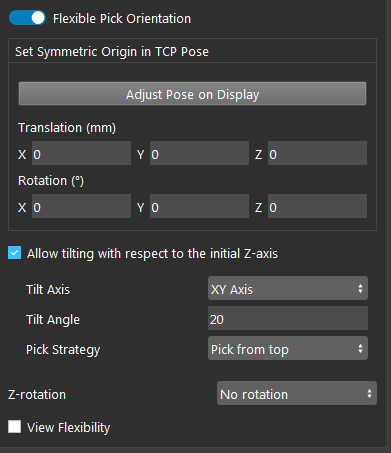 Flexible Pick Orientation
Set Symmetric Origin in TCP Pose
Adjust Pose on Display
Translation (mm)
X 0 Y 0 Z 0
Rotation (°)
X 0 Y 0 Z 0
Allow tilting with respect to the initial Z-axis
Tilt Axis XY Axis
Tilt Angle 20
Pick Strategy Pick from top
Z-rotation No rotation
View Flexibility